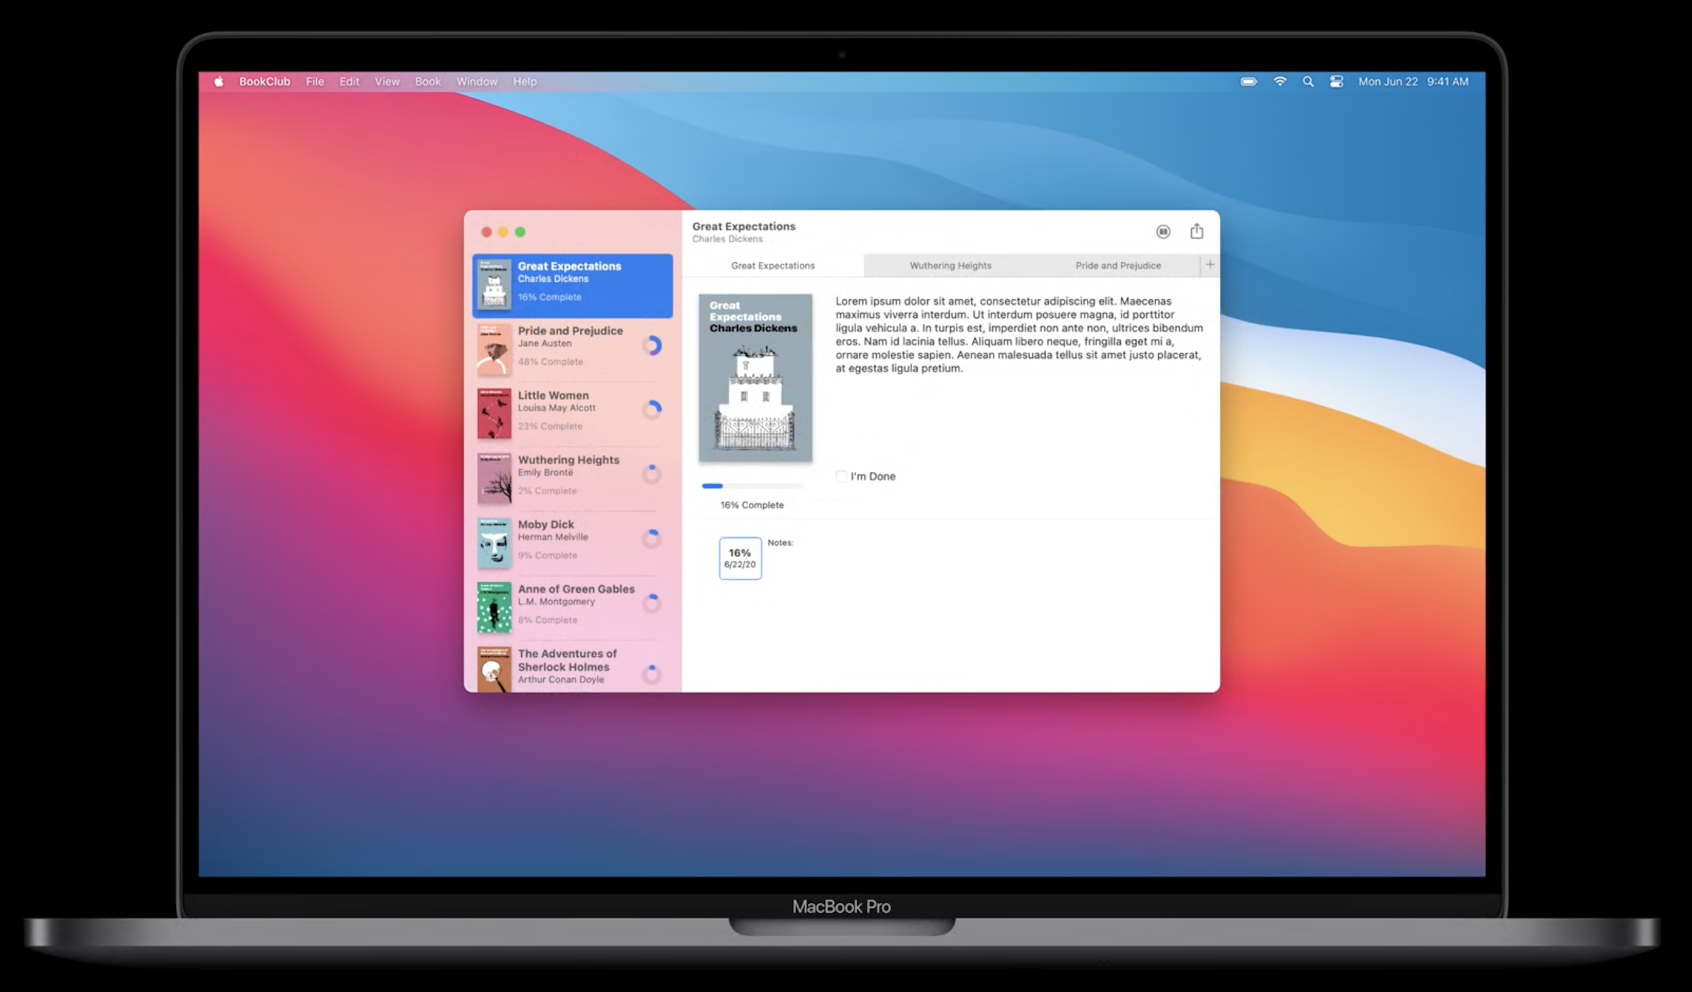 BookClub File Edit View Book Window Help
Mon Jun 22 9:41 AM
Great Expectations
Charles Dickens
16% Complete
Pride and Prejudice
Jane Austen
48% Complete
Little Women
Louisa May Alcott
23% Complete
Wuthering Heights
Emily Brontë
2% Complete
Moby Dick
Herman Melville
9% Complete
Anne of Green Gables
L.M. Montgomery
8% Complete
The Adventures of
Sherlock Holmes
Arthur Conan Doyle
Great Expectations
Charles Dickens
Great Expectations Wuthering Heights Pride and Prejudice +
Great
Expectations
Charles Dickens
16% Complete
Lorem ipsum dolor sit amet, consectetur adipiscing elit. Maecenas
maximus viverra interdum. Ut interdum posuere magna, id porttitor
ligula vehicula a. In turpis est, imperdiet non ante non, ultrices bibendum
eros. Nam id lacinia tellus. Aliquam libero neque, fringilla eget mi a,
ornare molestie sapien. Aenean malesuada tellus sit amet justo placerat,
at egestas ligula pretium.
I'm Done
16%
6/22/20
Notes:
MacBook Pro